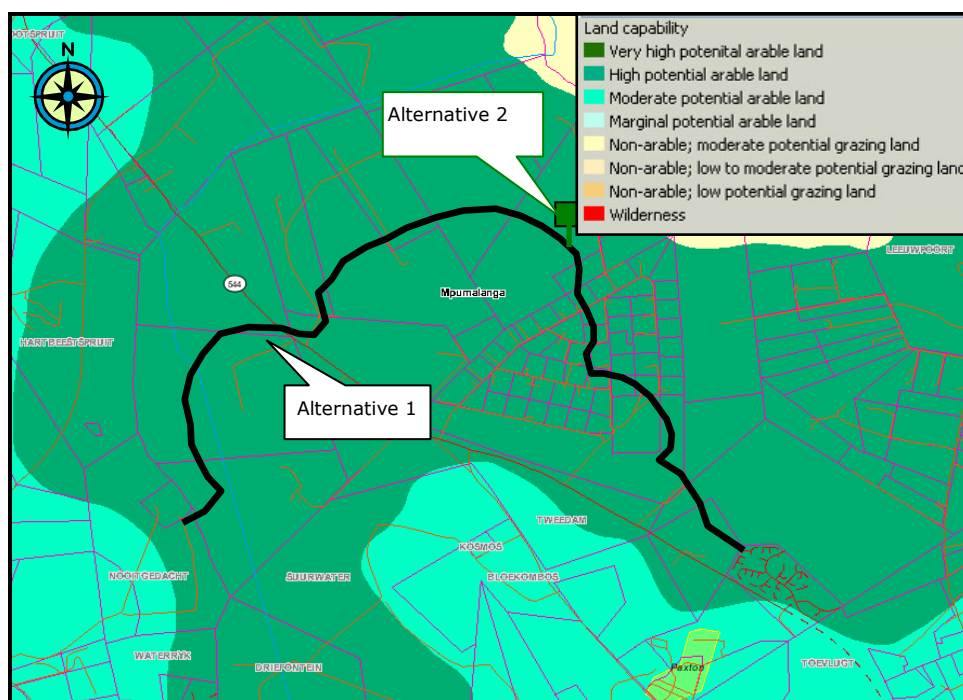 OOTSPRUIT
N
Land capability
Very high potenital arable land
High potential arable land
Moderate potential arable land
Marginal potential arable land
Non-arable; moderate potential grazing land
Non-arable; low to moderate potential grazing land
Non-arable; low potential grazing land
Wilderness
Alternative 2
LEEUWPOORT
544
Mpumalanga
HARTBEESTSPRUIT
Alternative 1
TWEEDAM
KOSMOS
NOOITGEDACHT
SUURWATER
BLOEKOMBOS
WATERRYK
DRIEFONTEIN
Paxton
TOEVLUGT